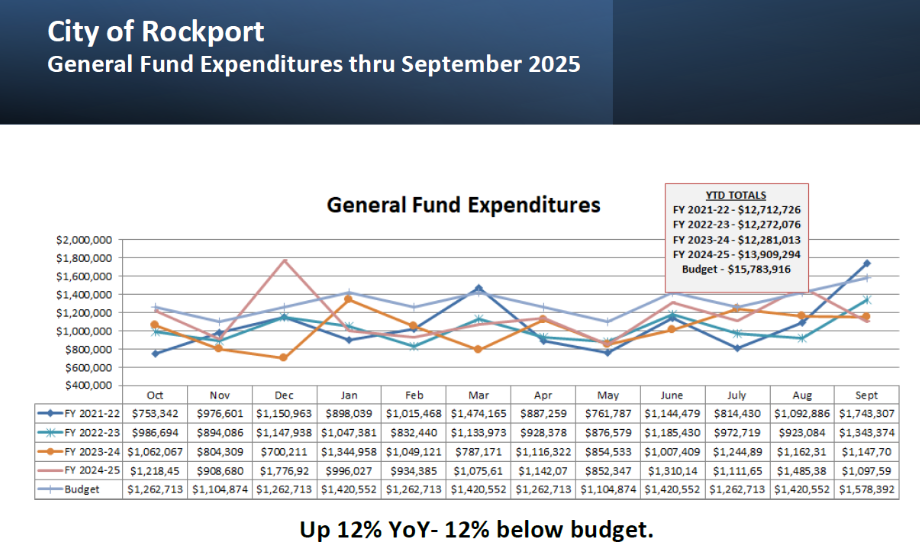 City of Rockport
General Fund Expenditures thru September 2025
General Fund Expenditures
YTD TOTALS
FY 2021-22 - $12,712,726
FY 2022-23 - $12,272,076
FY 2023-24 - $12,281,013
FY 2024-25 - $13,909,294
Budget - $15,783,916
$2,000,000
$1,800,000
$1,600,000
$1,400,000
$1,200,000
$1,000,000
$800,000
$600,000
$400,000
Oct Nov Dec Jan Feb Mar Apr May June July Aug Sept
FY 2021-22 $753,342 $976,601 $1,150,963 $898,039 $1,015,468 $1,474,165 $887,259 $761,787 $1,144,479 $814,430 $1,092,886 $1,743,307
FY 2022-23 $986,694 $894,086 $1,147,938 $1,047,381 $832,440 $1,133,973 $928,378 $876,579 $1,185,430 $972,719 $923,084 $1,343,374
FY 2023-24 $1,062,067 $804,309 $700,211 $1,344,958 $1,049,121 $787,171 $1,116,322 $854,533 $1,007,409 $1,244,89 $1,162,31 $1,147,70
FY 2024-25 $1,218,45 $908,680 $1,776,92 $996,027 $934,385 $1,075,61 $1,142,07 $852,347 $1,310,14 $1,111,65 $1,485,38 $1,097,59
Budget $1,262,713 $1,104,874 $1,262,713 $1,420,552 $1,262,713 $1,420,552 $1,262,713 $1,104,874 $1,420,552 $1,262,713 $1,420,552 $1,578,392
Up 12% YoY- 12% below budget.